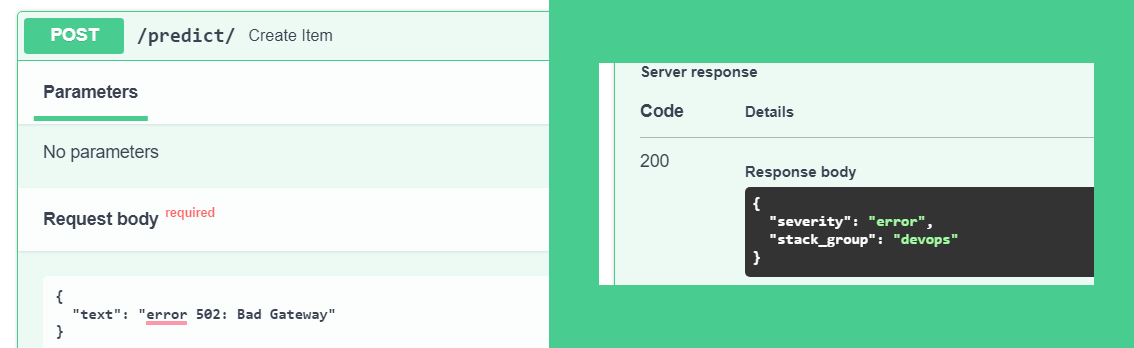 POST /predict/ Create Item
Parameters
No parameters
Request body required
{
"text": "error 502: Bad Gateway"
}
Server response
Code Details
200
Response body
{
"severity": "error",
"stack_group": "devops"
}